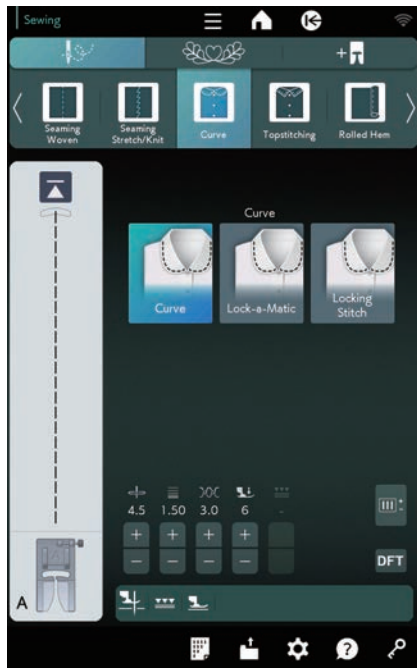 Sewing
Seaming
Woven
Seaming
Stretch/Knit
Curve
Topstitching
Rolled Hem
Curve
Curve
Lock-a-Matic
Locking
Stitch
4.5 1.50 3.0 6 -
+ + +
- - -
DFT
A